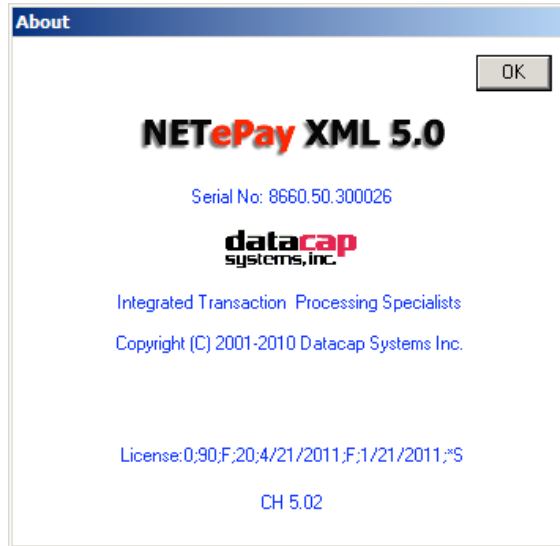 About
OK
NETePay XML 5.0
Serial No: 8660.50.300026
datacap
systems, inc.
Integrated Transaction  Processing Specialists
Copyright (C) 2001-2010 Datacap Systems Inc.
License:0;90;F;20;4/21/2011;F;1/21/2011;*S
CH 5.02